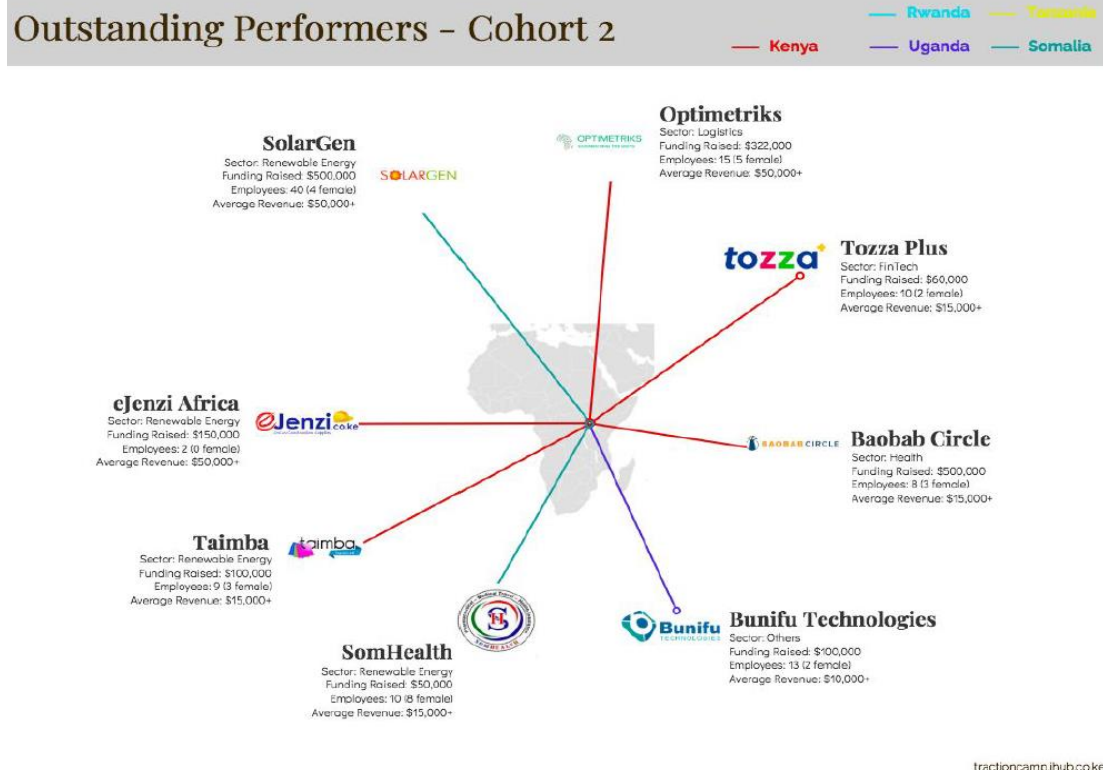 Outstanding Performers - Cohort 2
Rwanda
Tanzania
Kenya
Uganda
Somalia
SolarGen
Sector: Renewable Energy
Funding Raised: $500,000
Employees: 40 (4 female)
Average Revenue: $50,000+
SOLARGEN
OPTIMETRIKS
Optimetriks
Sector: Logistics
Funding Raised: $322,000
Employees: 15 (5 female)
Average Revenue: $50,000+
tozza+
Tozza Plus
Sector: FinTech
Funding Raised: $60,000
Employees: 10 (2 female)
Average Revenue: $15,000+
eJenzi Africa
Sector: Renewable Energy
Funding Raised: $150,000
Employees: 2 (0 female)
Average Revenue: $50,000+
eJenzi.co.ke
BAOBAB CIRCLE
Baobab Circle
Sector: Health
Funding Raised: $500,000
Employees: 8 (3 female)
Average Revenue: $15,000+
Taimba
Sector: Renewable Energy
Funding Raised: $100,000
Employees: 9 (3 female)
Average Revenue: $15,000+
taimba
SomHealth
Sector: Renewable Energy
Funding Raised: $50,000
Employees: 10 (8 female)
Average Revenue: $15,000+
SOMHEALTH
Bunifu
TECHNOLOGIES
Bunifu Technologies
Sector: Others
Funding Raised: $100,000
Employees: 13 (2 female)
Average Revenue: $10,000+
tractioncamp.ihub.co.ke